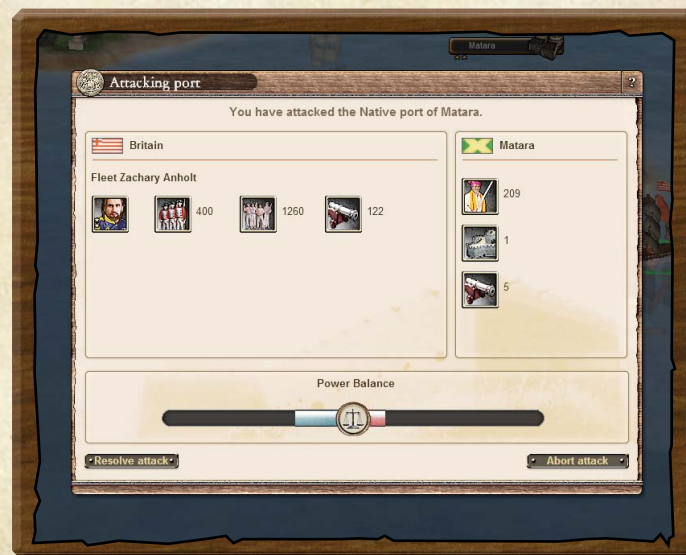 Matara
Attacking port
?
You have attacked the Native port of Matara.
Britain
Matara
Fleet Zachary Anholt
400
1260
122
209
1
5
Power Balance
Resolve attack
Abort attack